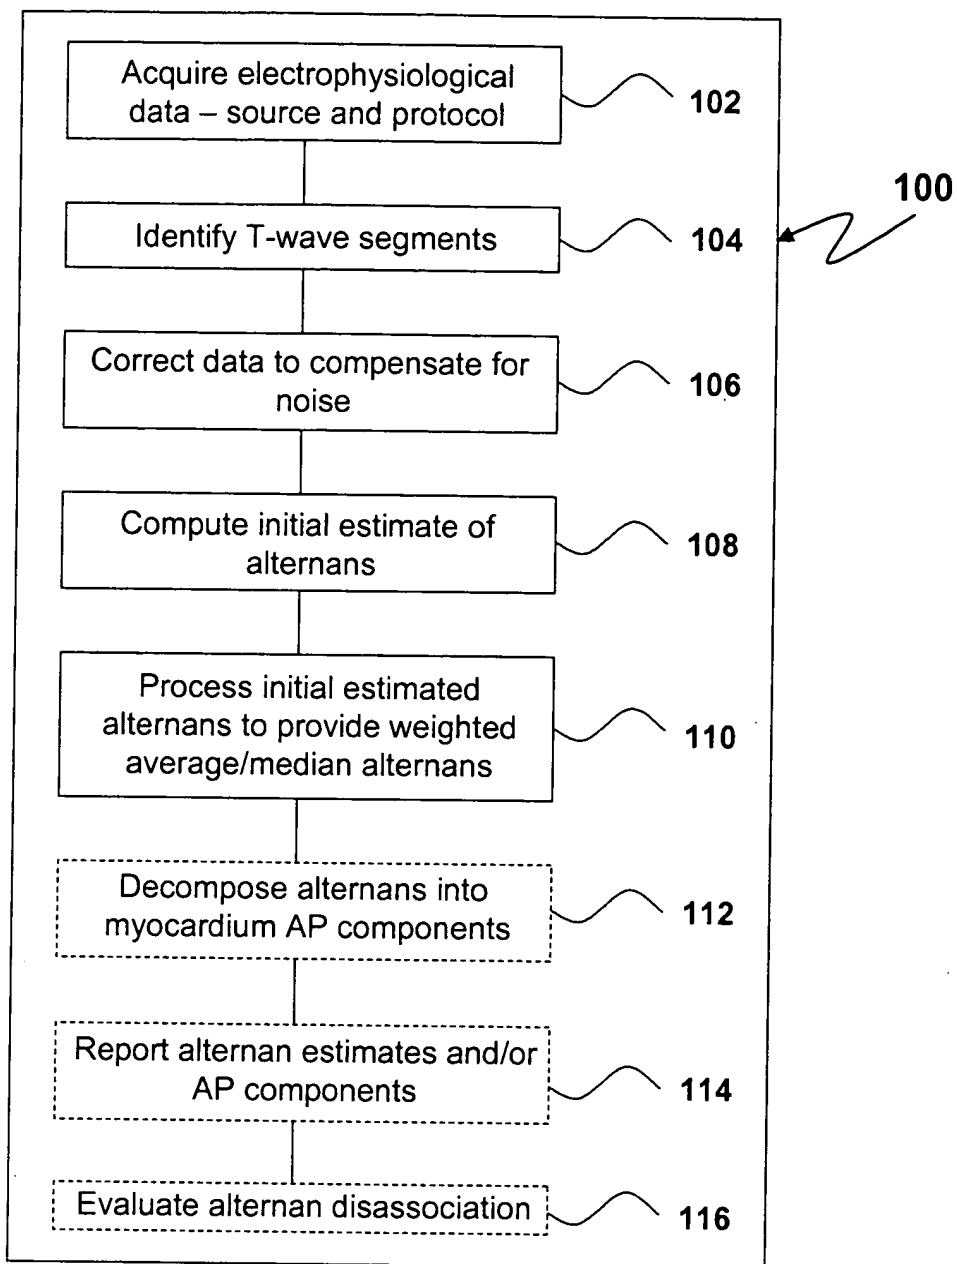 Acquire electrophysiological
data – source and protocol
102
100
Identify T-wave segments
104
Correct data to compensate for
noise
106
Compute initial estimate of
alternans
108
Process initial estimated
alternans to provide weighted
average/median alternans
110
Decompose alternans into
myocardium AP components
112
Report alternan estimates and/or
AP components
114
Evaluate alternan disassociation
116